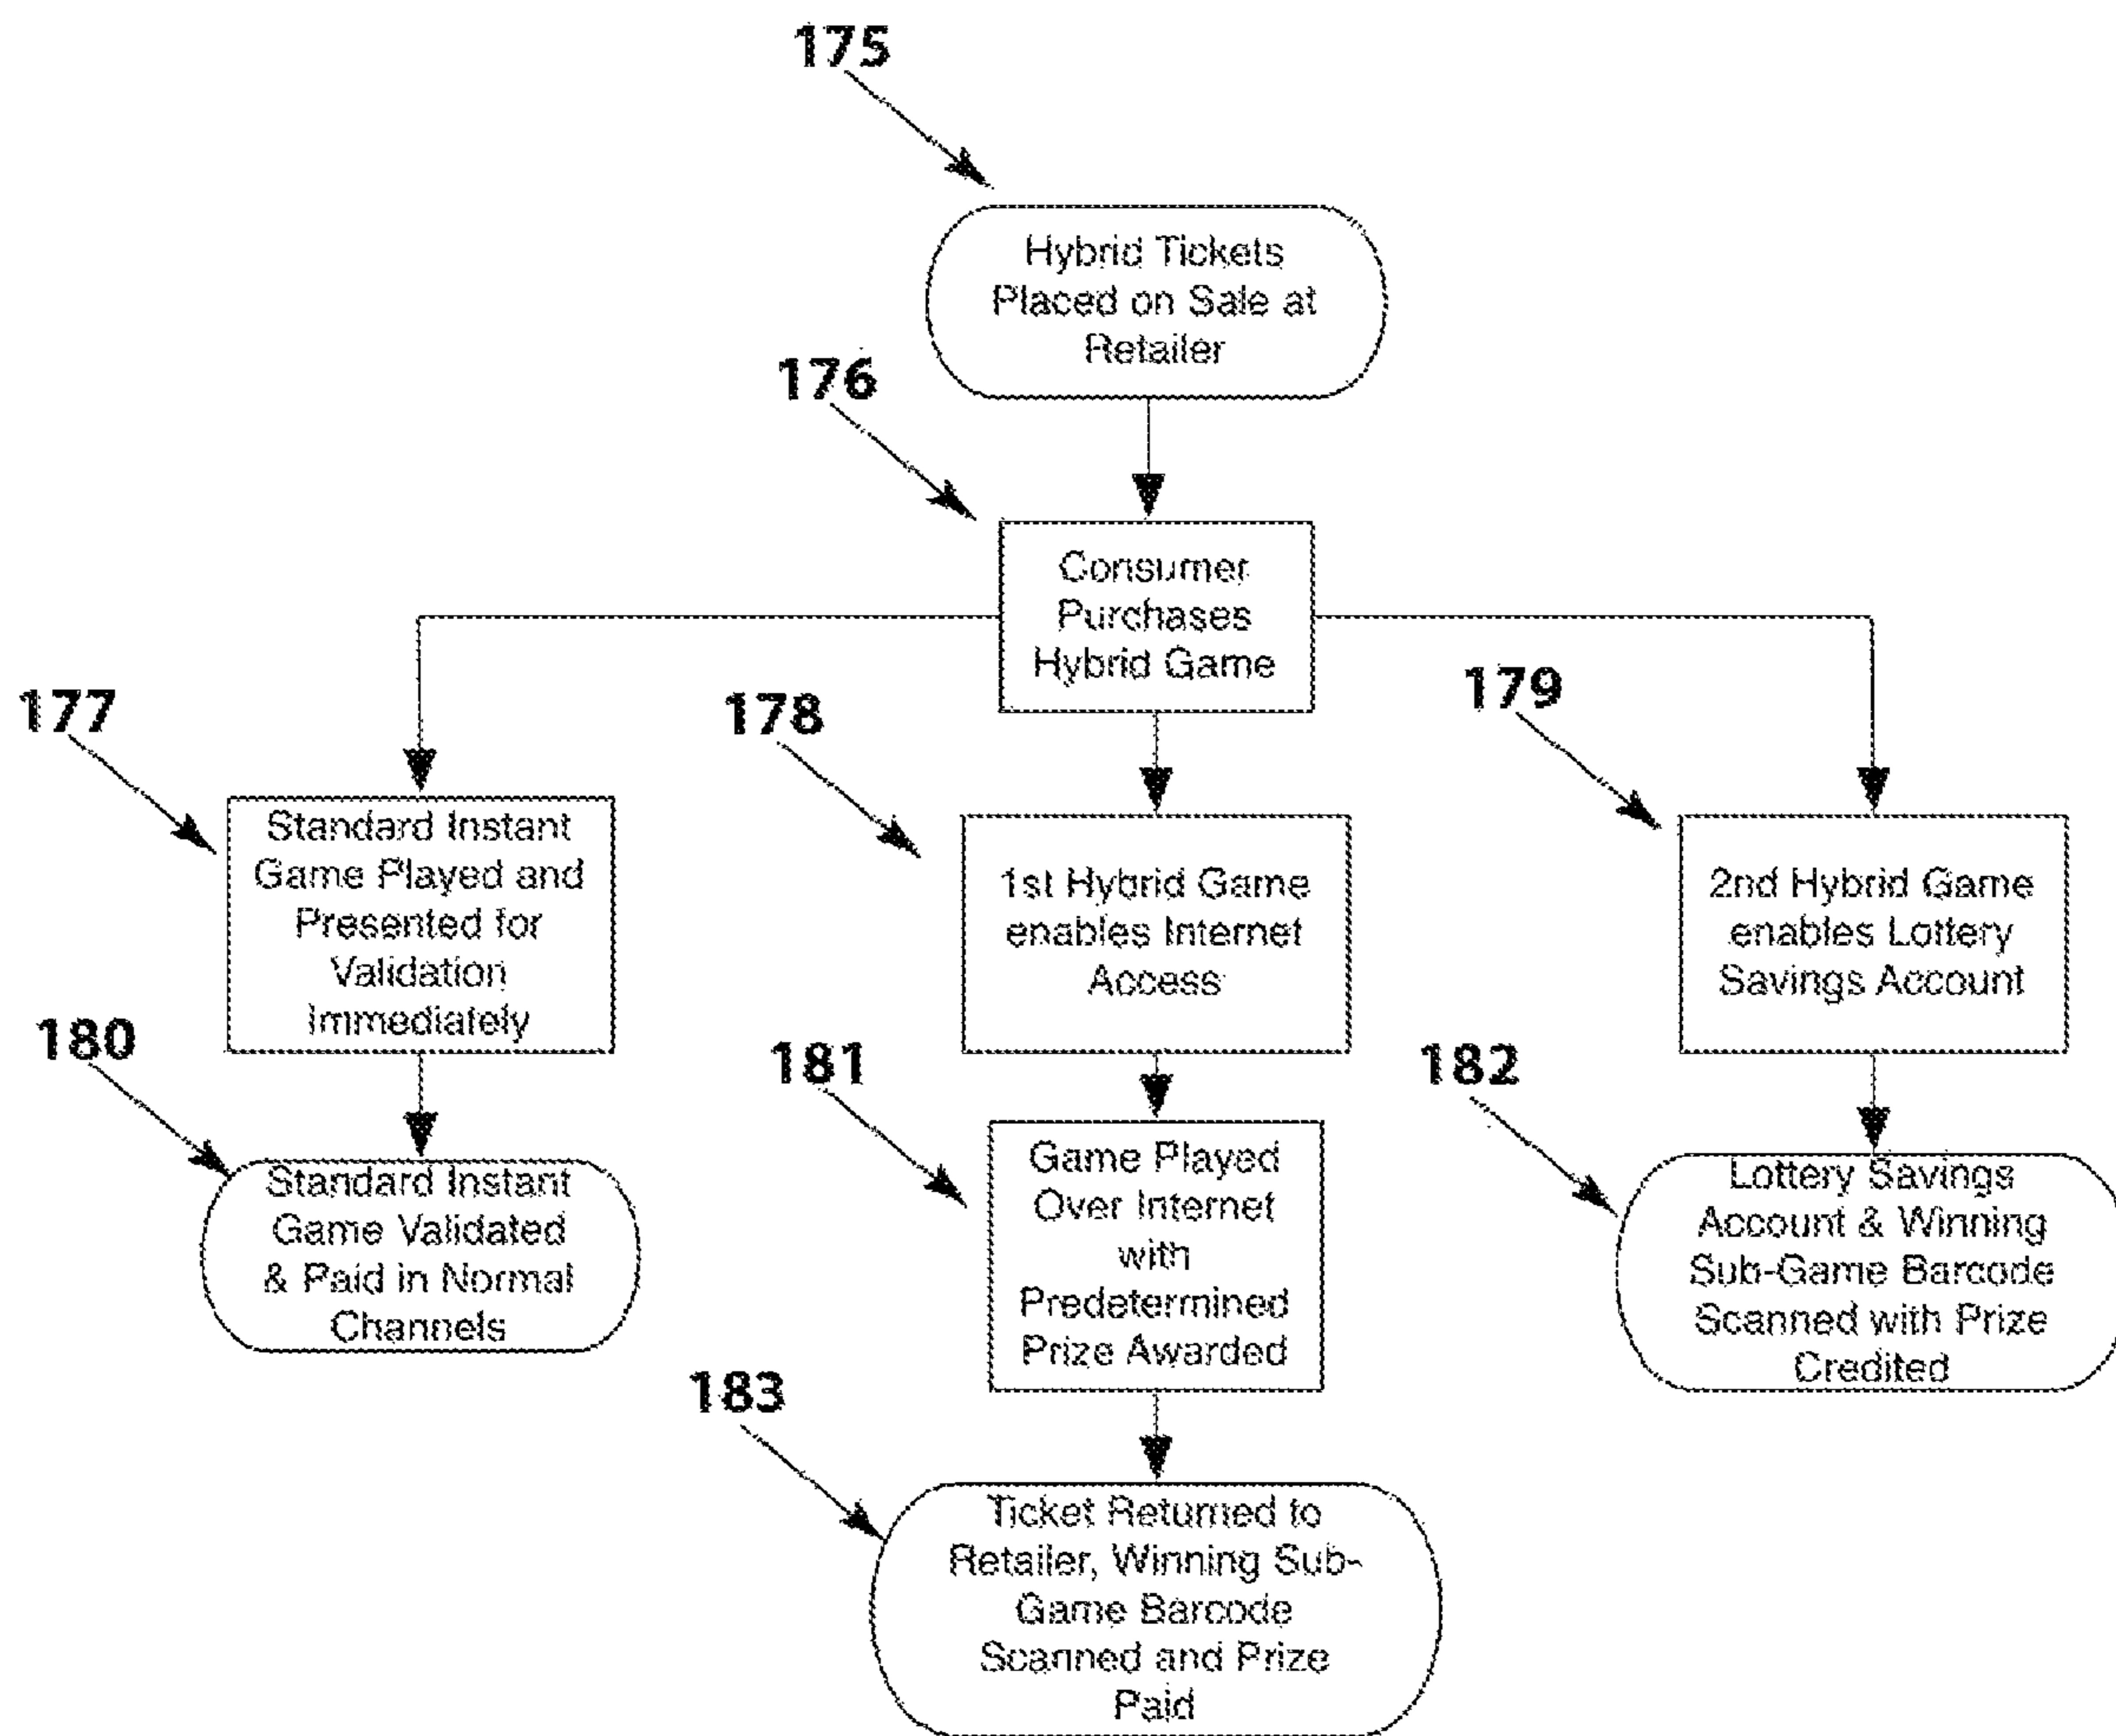 175
Hybrid Tickets
Placed on Sale at
Retailer
176
Consumer
Purchases
Hybrid Game
177
Standard Instant
Game Played and
Presented for
Validation
Immediately
178
1st Hybrid Game
enables Internet
Access
179
2nd Hybrid Game
enables Lottery
Savings Account
180
Standard Instant
Game Validated
& Paid in Normal
Channels
181
Game Played
Over Internet
with
Predetermined
Prize Awarded
182
Lottery Savings
Account & Winning
Sub-Game Barcode
Scanned with Prize
Credited
183
Ticket Returned to
Retailer, Winning Sub-
Game Barcode
Scanned and Prize
Paid